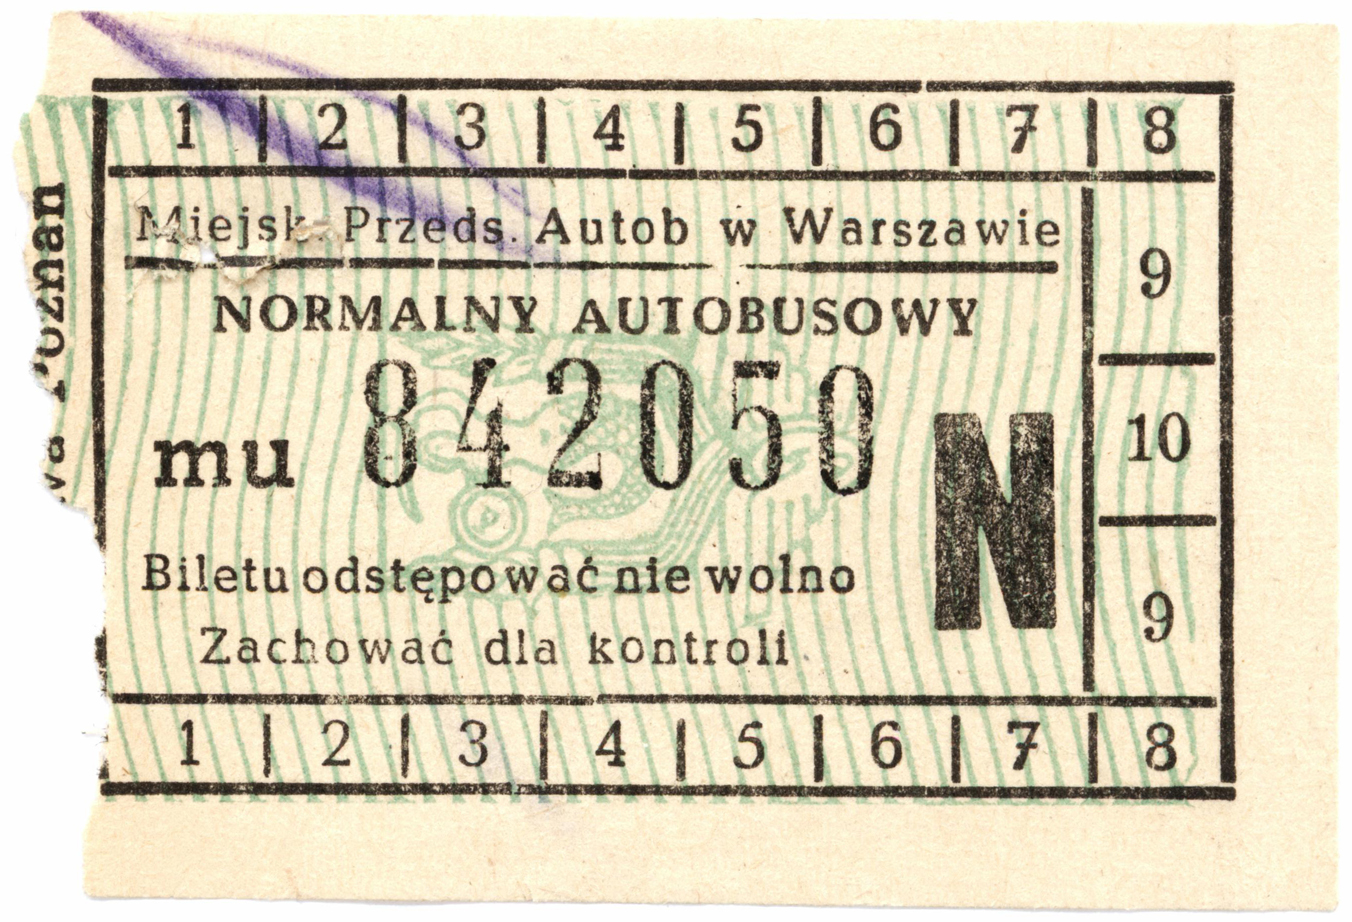 1 2 3 4 5 6 7 8
Miejsk. Przeds. Autob w Warszawie
NORMALNY AUTOBUSOWY
mu 842050
N
Biletu odstępować nie wolno
Zachować dla kontroli
9
10
9
1 2 3 4 5 6 7 8
Poznań